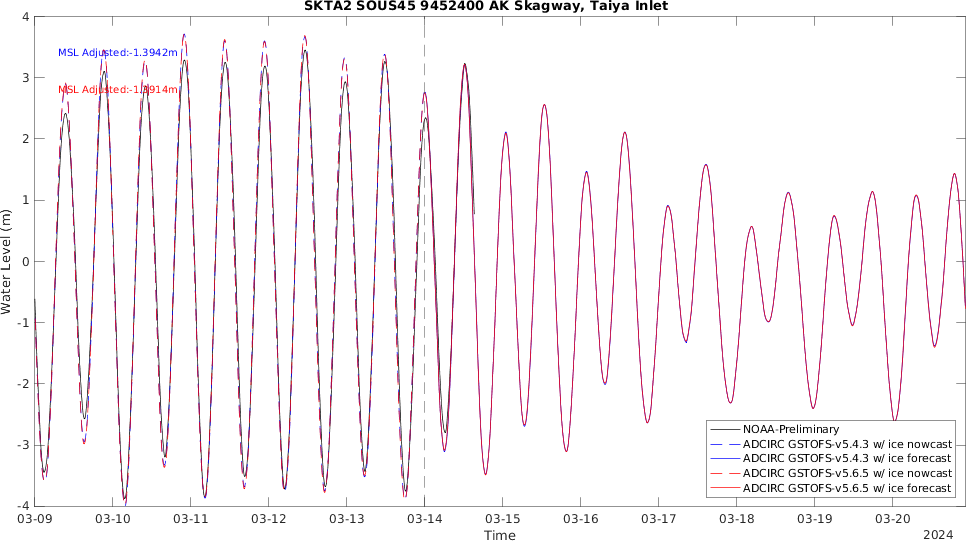 SKTA2 SOUS45 9452400 AK Skagway, Taiya Inlet
4
MSL Adjusted:-1.3942m
3
MSL Adjusted:-1.3914m
2
1
0
-1
-2
-3
-4
Water Level (m)
NOAA-Preliminary
ADCIRC GSTOFS-v5.4.3 w/ ice nowcast
ADCIRC GSTOFS-v5.4.3 w/ ice forecast
ADCIRC GSTOFS-v5.6.5 w/ ice nowcast
ADCIRC GSTOFS-v5.6.5 w/ ice forecast
03-09 03-10 03-11 03-12 03-13 03-14 03-15 03-16 03-17 03-18 03-19 03-20
Time
2024